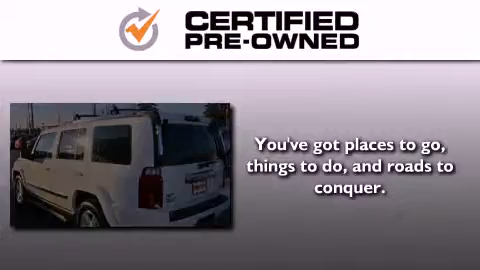 CERTIFIED
PRE-OWNED
You've got places to go,
things to do, and roads to
conquer.